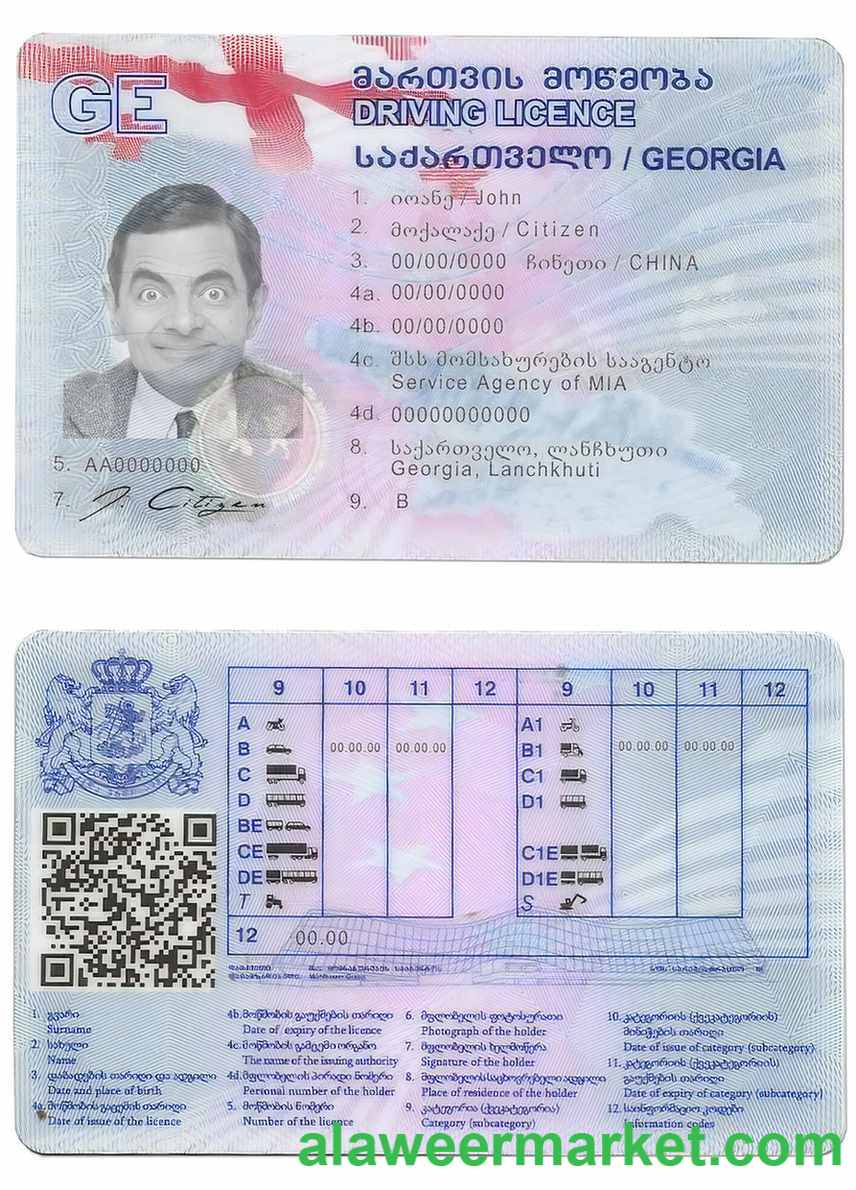 GE
მართვის მოწმობა
DRIVING LICENCE
საქართველო / GEORGIA
1. იოანე / John
2. მოქალაქე / Citizen
3. 00/00/0000 ჩინეთი / CHINA
4a. 00/00/0000
4b. 00/00/0000
4c. შსს მომსახურების სააგენტო
Service Agency of MIA
4d. 00000000000
8. საქართველო, ლანჩხუთი
Georgia, Lanchkhuti
9. B
5. AA0000000
7. J. Citizen
9 10 11 12 9 10 11 12
A A1
B 00.00.00 00.00.00 B1 00.00.00 00.00.00
C C1
D D1
BE
CE C1E
DE D1E
T S
12 00.00
1. გვარი
Surname
2. სახელი
Name
3. დაბადების თარიღი და ადგილი
Date and place of birth
4a. მოწმობის გაცემის თარიღი
Date of issue of the licence
4b. მოწმობის გაუქმების თარიღი
Date of expiry of the licence
4c. მოწმობის გამცემი ორგანო
The name of the issuing authority
4d. მფლობელის პირადი ნომერი
Personal number of the holder
5. მოწმობის ნომერი
Number of the licence
6. მფლობელის ფოტოსურათი
Photograph of the holder
7. მფლობელის ხელმოწერა
Signature of the holder
8. მფლობელის საცხოვრებელი ადგილი
Place of residence of the holder
9. კატეგორია (ქვეკატეგორია)
Category (subcategory)
10. კატეგორიის (ქვეკატეგორიის)
მინიჭების თარიღი
Date of issue of category (subcategory)
11. კატეგორიის (ქვეკატეგორიის)
გაუქმების თარიღი
Date of expiry of category (subcategory)
12. საინფორმაციო კოდები
Information codes
alaweermarket.com